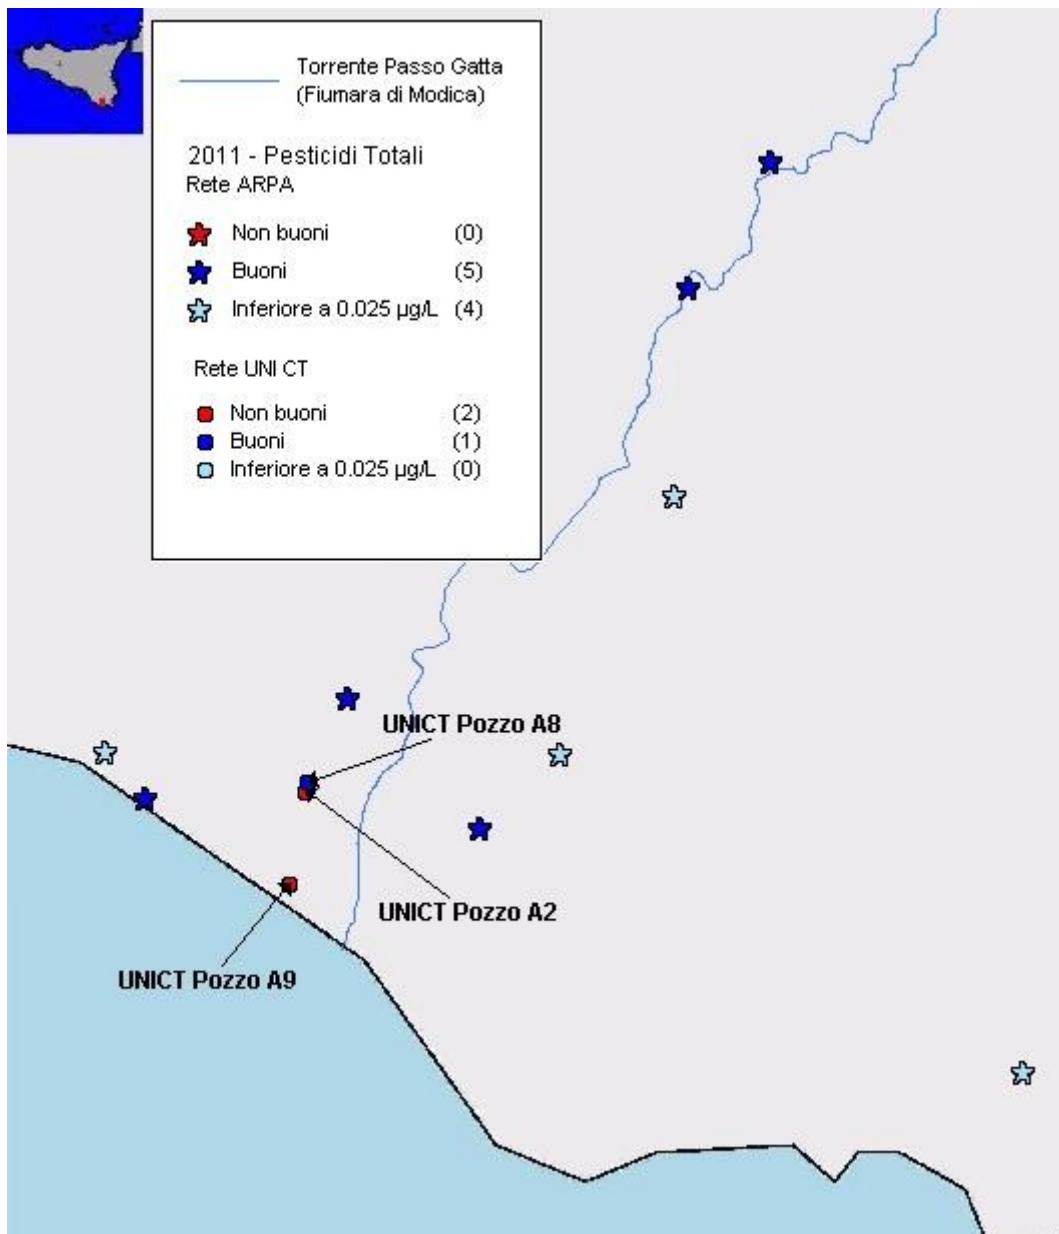 Torrente Passo Gatta
(Fiumara di Modica)
2011 - Pesticidi Totali
Rete ARPA
Non buoni (0)
Buoni (5)
Inferiore a 0.025 µg/L (4)
Rete UNI CT
Non buoni (2)
Buoni (1)
Inferiore a 0.025 µg/L (0)
UNICT Pozzo A8
UNICT Pozzo A2
UNICT Pozzo A9